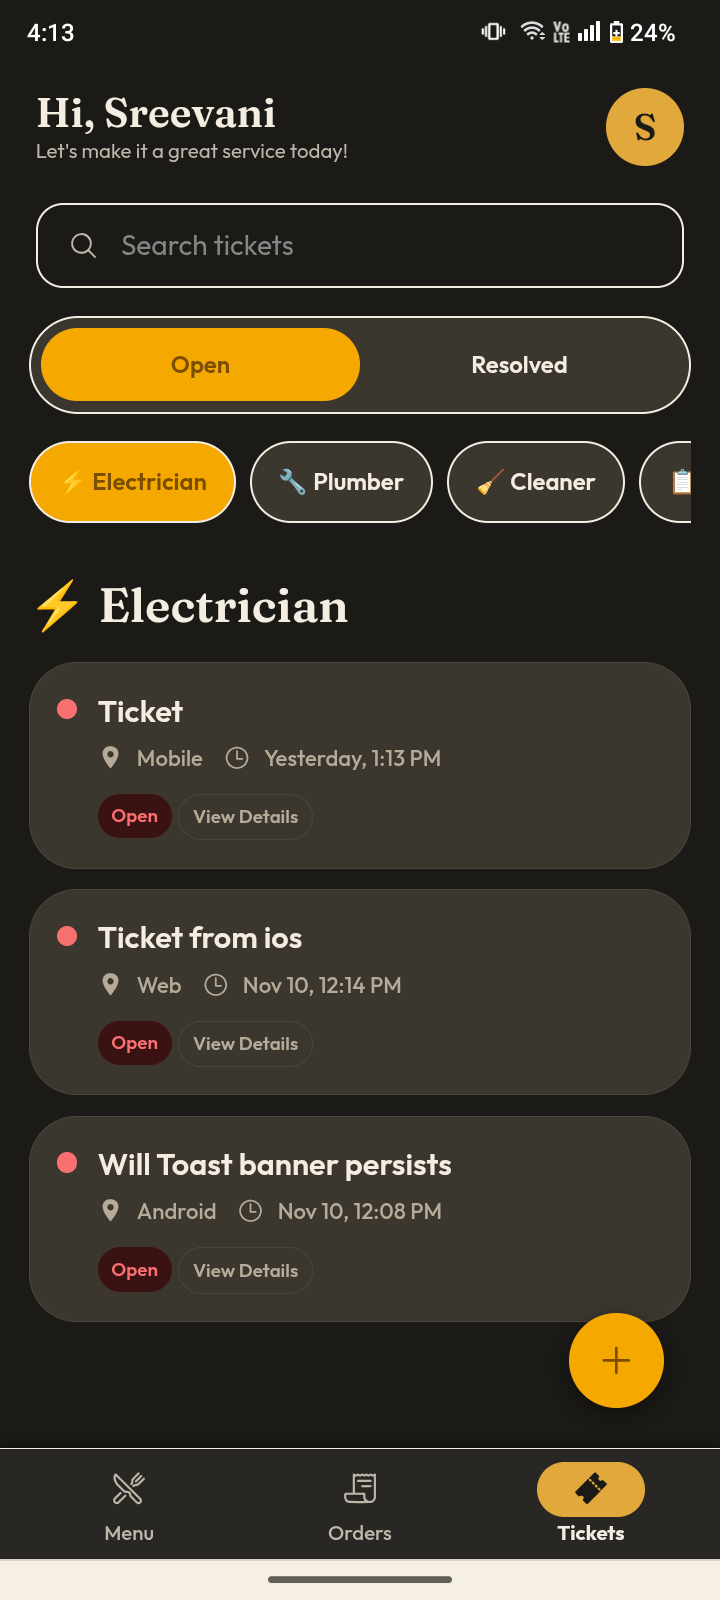 4:13
Vo LTE
24%
Hi, Sreevani
Let's make it a great service today!
S
Search tickets
Open
Resolved
⚡ Electrician
🔧 Plumber
🧹 Cleaner
📋
⚡ Electrician
Ticket
Mobile Yesterday, 1:13 PM
Open View Details
Ticket from ios
Web Nov 10, 12:14 PM
Open View Details
Will Toast banner persists
Android Nov 10, 12:08 PM
Open View Details
+
Menu
Orders
Tickets